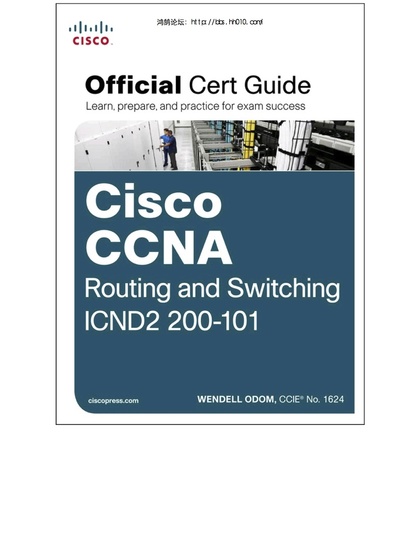 鸿鹄论坛：http://bbs.hh010.com/
CISCO.
Official Cert Guide
Learn, prepare, and practice for exam success
Cisco
CCNA
Routing and Switching
ICND2 200-101
ciscopress.com
WENDELL ODOM, CCIE® No. 1624